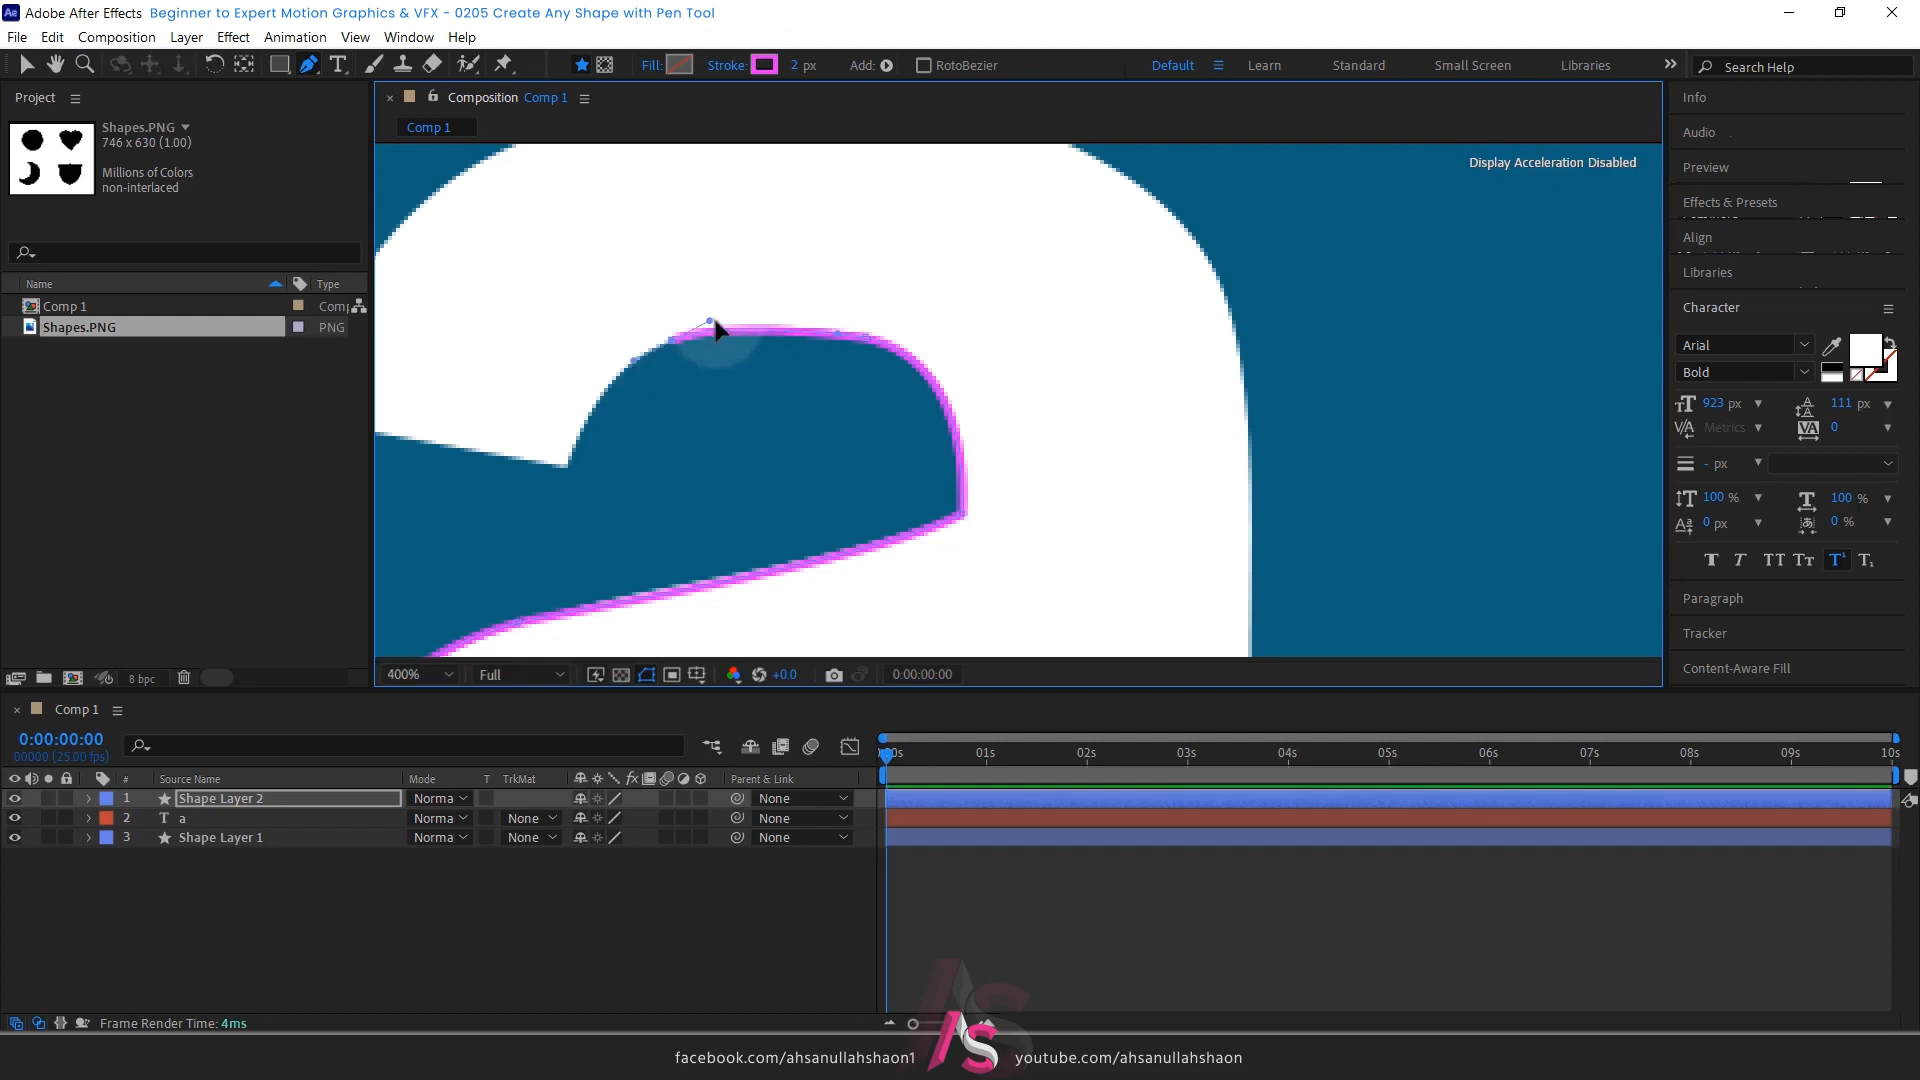 Adobe After Effects Beginner to Expert Motion Graphics & VFX - 0205 Create Any Shape with Pen Tool
File Edit Composition Layer Effect Animation View Window Help
Fill: Stroke: 2 px Add: RotoBezier Default Learn Standard Small Screen Libraries Search Help
Project
Shapes.PNG
746 x 630 (1.00)
Millions of Colors
non-interlaced
Name Type
Comp 1
Shapes.PNG PNG
8 bpc
Composition Comp 1
Comp 1
Display Acceleration Disabled
400% Full +0.0 0:00:00:00
Info
Audio
Preview
Effects & Presets
Align
Libraries
Character
Arial
Bold
923 px 111 px
Metrics 0
- px
100 % 100 %
0 px 0 %
T T TT Tт T¹ T₁
Paragraph
Tracker
Content-Aware Fill
Comp 1
0:00:00:00
00000 (25.00 fps)
# Source Name Mode T TrkMat fx Parent & Link
1 Shape Layer 2 Norma None
2 T a Norma None None
3 Shape Layer 1 Norma None None
01s 02s 03s 04s 05s 06s 07s 08s 09s 10s
Frame Render Time: 4ms
facebook.com/ahsanullahshaon1 AS youtube.com/ahsanullahshaon